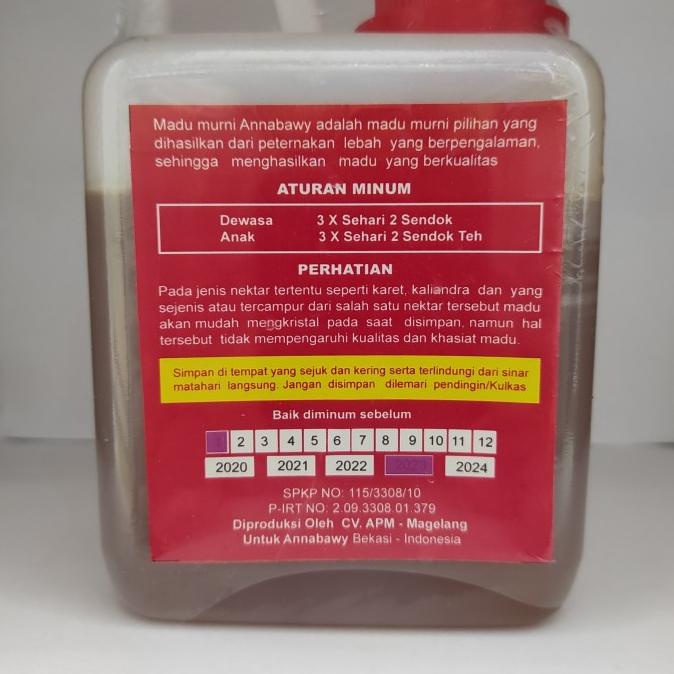 Madu murni Annabawy adalah madu murni pilihan yang
dihasilkan dari peternakan lebah yang berpengalaman,
sehingga menghasilkan madu yang berkualitas
ATURAN MINUM
Dewasa 3 X Sehari 2 Sendok
Anak 3 X Sehari 2 Sendok Teh
PERHATIAN
Pada jenis nektar tertentu seperti karet, kaliandra dan yang
sejenis atau tercampur dari salah satu nektar tersebut madu
akan mudah mengkristal pada saat disimpan, namun hal
tersebut tidak mempengaruhi kualitas dan khasiat madu.
Simpan di tempat yang sejuk dan kering serta terlindungi dari sinar
matahari langsung. Jangan disimpan dilemari pendingin/Kulkas
Baik diminum sebelum
1 2 3 4 5 6 7 8 9 10 11 12
2020 2021 2022 2023 2024
SPKP NO: 115/3308/10
P-IRT NO: 2.09.3308.01.379
Diproduksi Oleh CV. APM - Magelang
Untuk Annabawy Bekasi - Indonesia